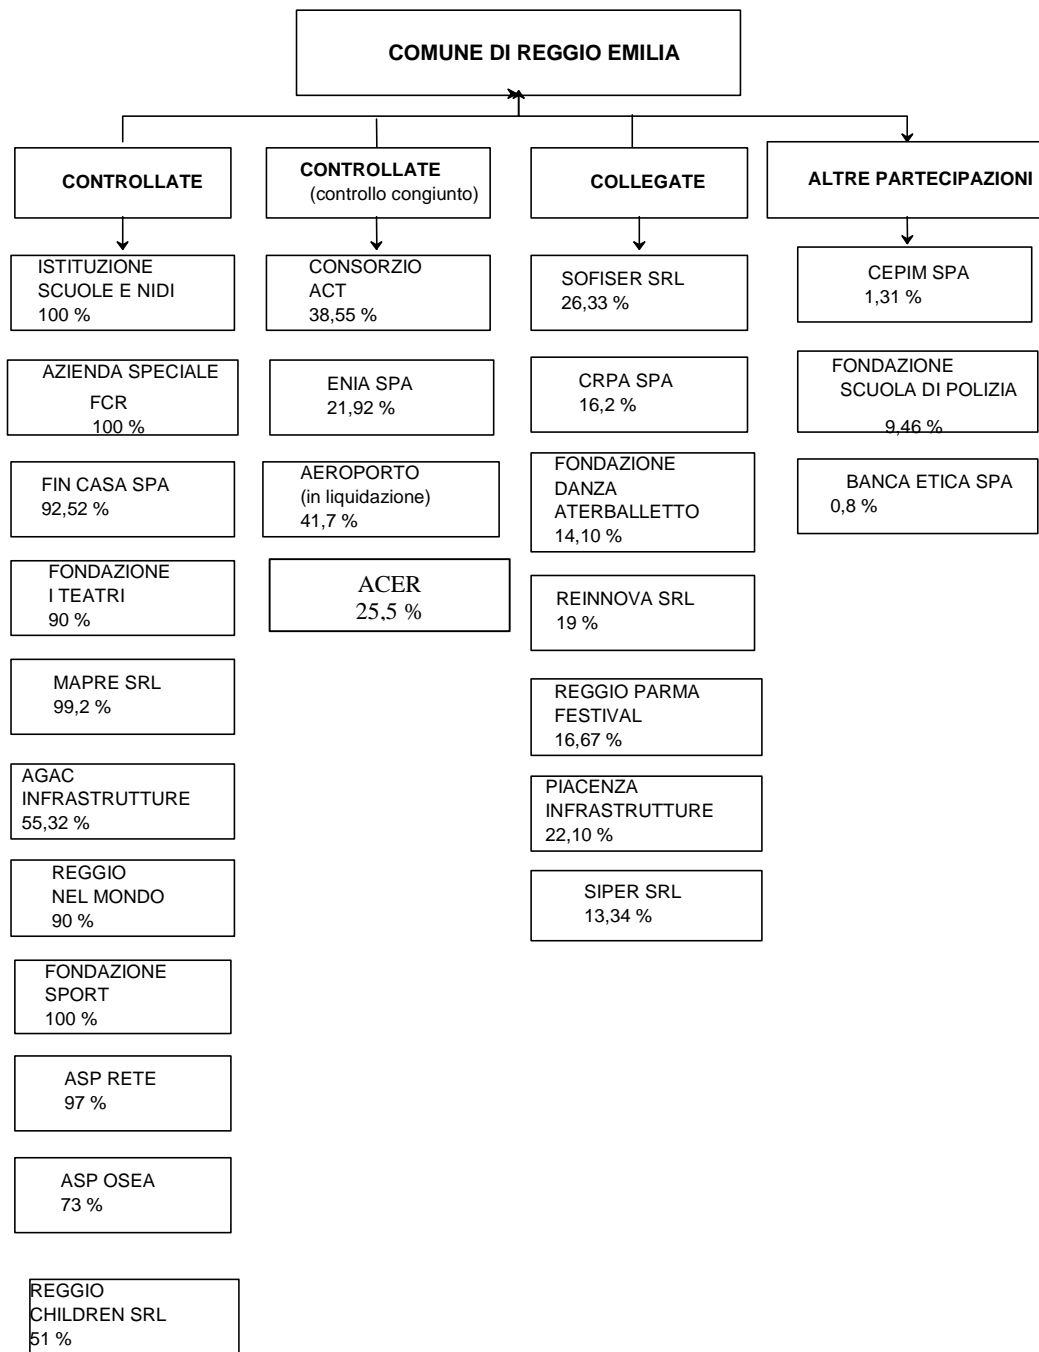 COMUNE DI REGGIO EMILIA
CONTROLLATE
CONTROLLATE
(controllo congiunto)
COLLEGATE
ALTRE PARTECIPAZIONI
ISTITUZIONE
SCUOLE E NIDI
100 %
AZIENDA SPECIALE
FCR
100 %
FIN CASA SPA
92,52 %
FONDAZIONE
I TEATRI
90 %
MAPRE SRL
99,2 %
AGAC
INFRASTRUTTURE
55,32 %
REGGIO
NEL MONDO
90 %
FONDAZIONE
SPORT
100 %
ASP RETE
97 %
ASP OSEA
73 %
REGGIO
CHILDREN SRL
51 %
CONSORZIO
ACT
38,55 %
ENIA SPA
21,92 %
AEROPORTO
(in liquidazione)
41,7 %
ACER
25,5 %
SOFISER SRL
26,33 %
CRPA SPA
16,2 %
FONDAZIONE
DANZA
ATERBALLETTO
14,10 %
REINNOVA SRL
19 %
REGGIO PARMA
FESTIVAL
16,67 %
PIACENZA
INFRASTRUTTURE
22,10 %
SIPER SRL
13,34 %
CEPIM SPA
1,31 %
FONDAZIONE
SCUOLA DI POLIZIA
9,46 %
BANCA ETICA SPA
0,8 %